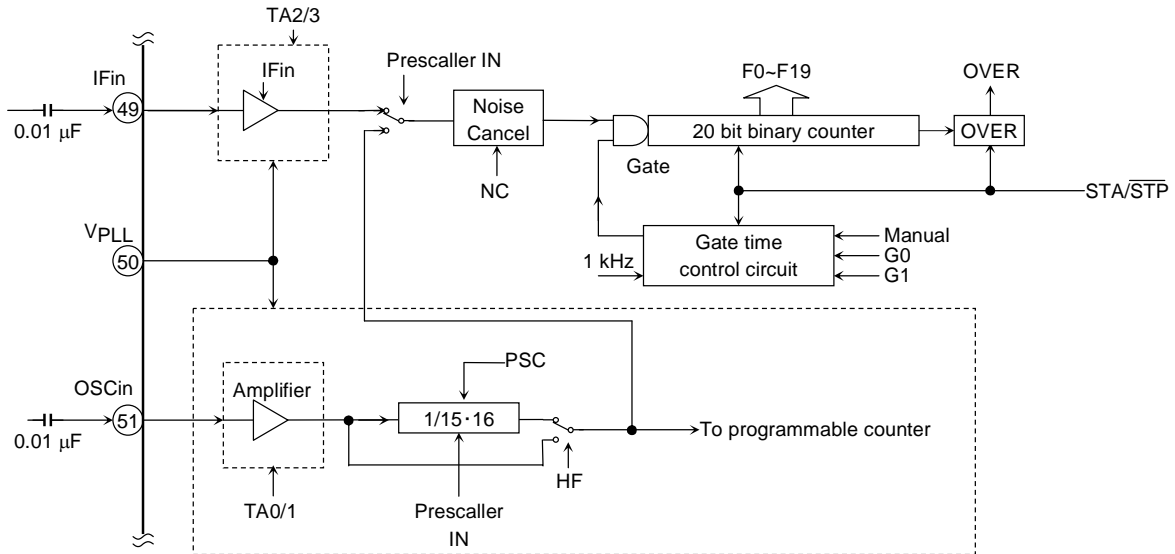 TA2/3
IFin
49
0.01 µF
IFin
Prescaller IN
Noise
Cancel
NC
F0~F19
OVER
20 bit binary counter
OVER
Gate
STA/STP
VPLL
50
1 kHz
Gate time
control circuit
Manual
G0
G1
PSC
OSCin
51
0.01 µF
Amplifier
1/15·16
To programmable counter
HF
TA0/1
Prescaller
IN